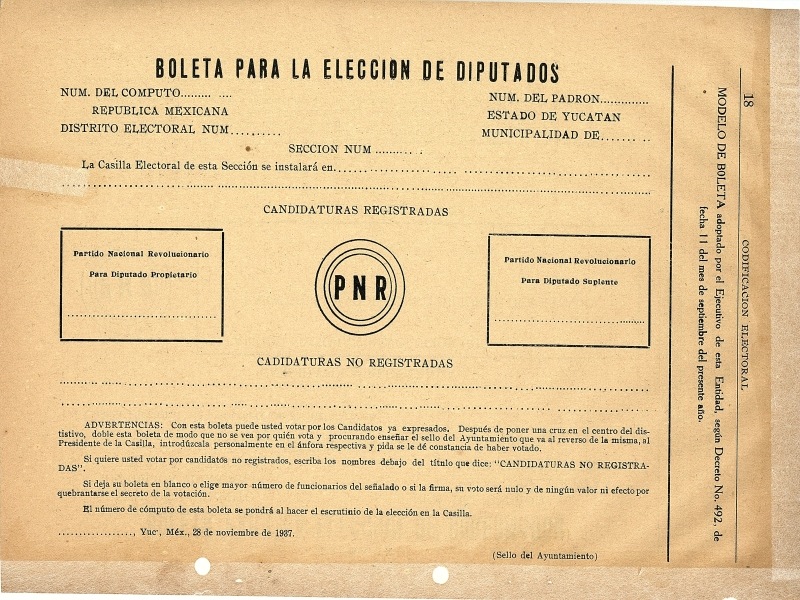 BOLETA PARA LA ELECCION DE DIPUTADOS
NUM. DEL COMPUTO......... ....
NUM. DEL PADRON..............
REPUBLICA MEXICANA
ESTADO DE YUCATAN
DISTRITO ELECTORAL NUM..........
MUNICIPALIDAD DE....... ..
SECCION NUM .......... .
La Casilla Electoral de esta Sección se instalará en..............................
CANDIDATURAS REGISTRADAS
Partido Nacional Revolucionario
Para Diputado Propietario
PNR
Partido Nacional Revolucionario
Para Diputado Suplente
CADIDATURAS NO REGISTRADAS
ADVERTENCIAS: Con esta boleta puede usted votar por los Candidatos ya expresados. Después de poner una cruz en el centro del dis-
tistivo, doble esta boleta de modo que no se vea por quién vota y procurando enseñar el sello del Ayuntamiento que va al reverso de la misma, al
Presidente de la Casilla, introdúzcala personalmente en el ánfora respectiva y pida se le dé constancia de haber votado.
Si quiere usted votar por candidatos no registrados, escriba los nombres debajo del título que dice: "CANDIDATURAS NO REGISTRA-
DAS".
Si deja su boleta en blanco o elige mayor número de funcionarios del señalado o si la firma, su voto será nulo y de ningún valor ni efecto por
quebrantarse el secreto de la votación.
El número de cómputo de esta boleta se pondrá al hacer el escrutinio de la elección en la Casilla.
.................., Yuc., Méx., 28 de noviembre de 1937.
(Sello del Ayuntamiento)
18
CODIFICACION ELECTORAL
MODELO DE BOLETA adoptado por el Ejecutivo de esta Entidad, según Decreto No. 492, de
fecha 11 del mes de septiembre del presente año.